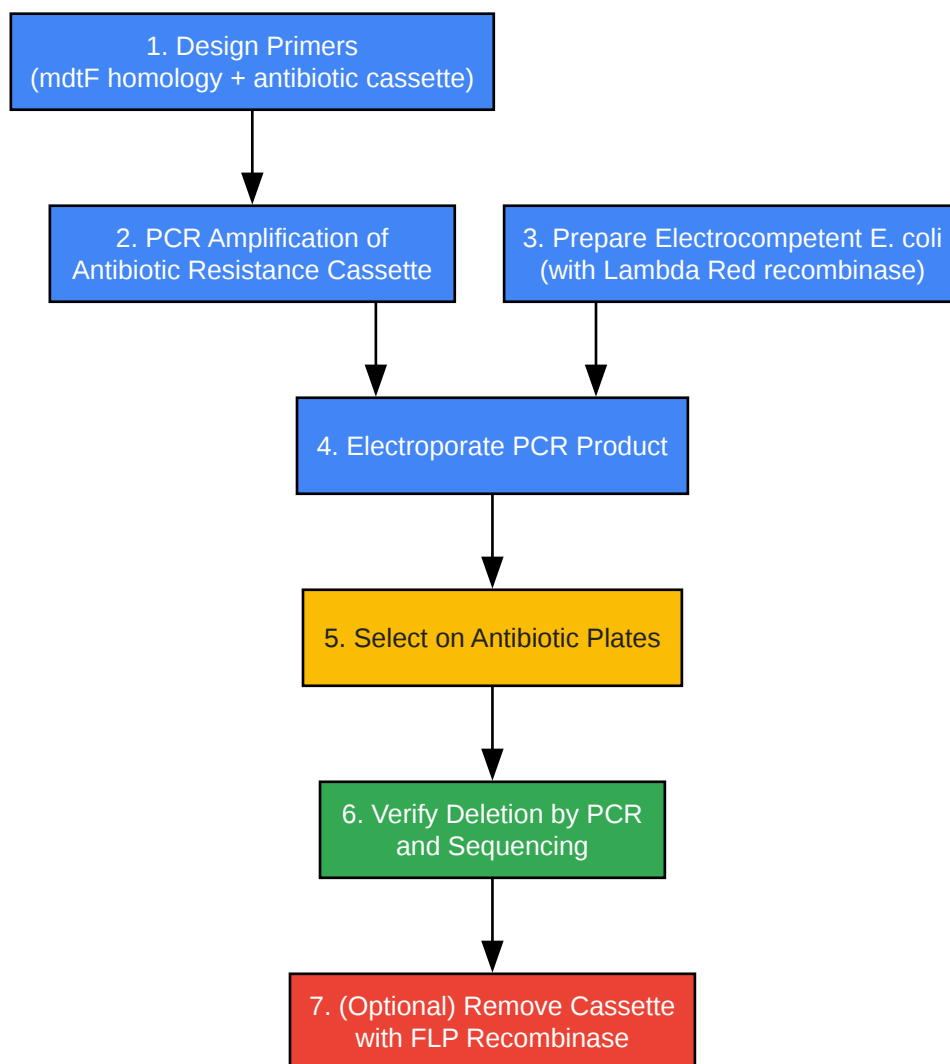 1. Design Primers
(mdtF homology + antibiotic cassette)
2. PCR Amplification of
Antibiotic Resistance Cassette
3. Prepare Electrocompetent E. coli
(with Lambda Red recombinase)
4. Electroporate PCR Product
5. Select on Antibiotic Plates
6. Verify Deletion by PCR
and Sequencing
7. (Optional) Remove Cassette
with FLP Recombinase